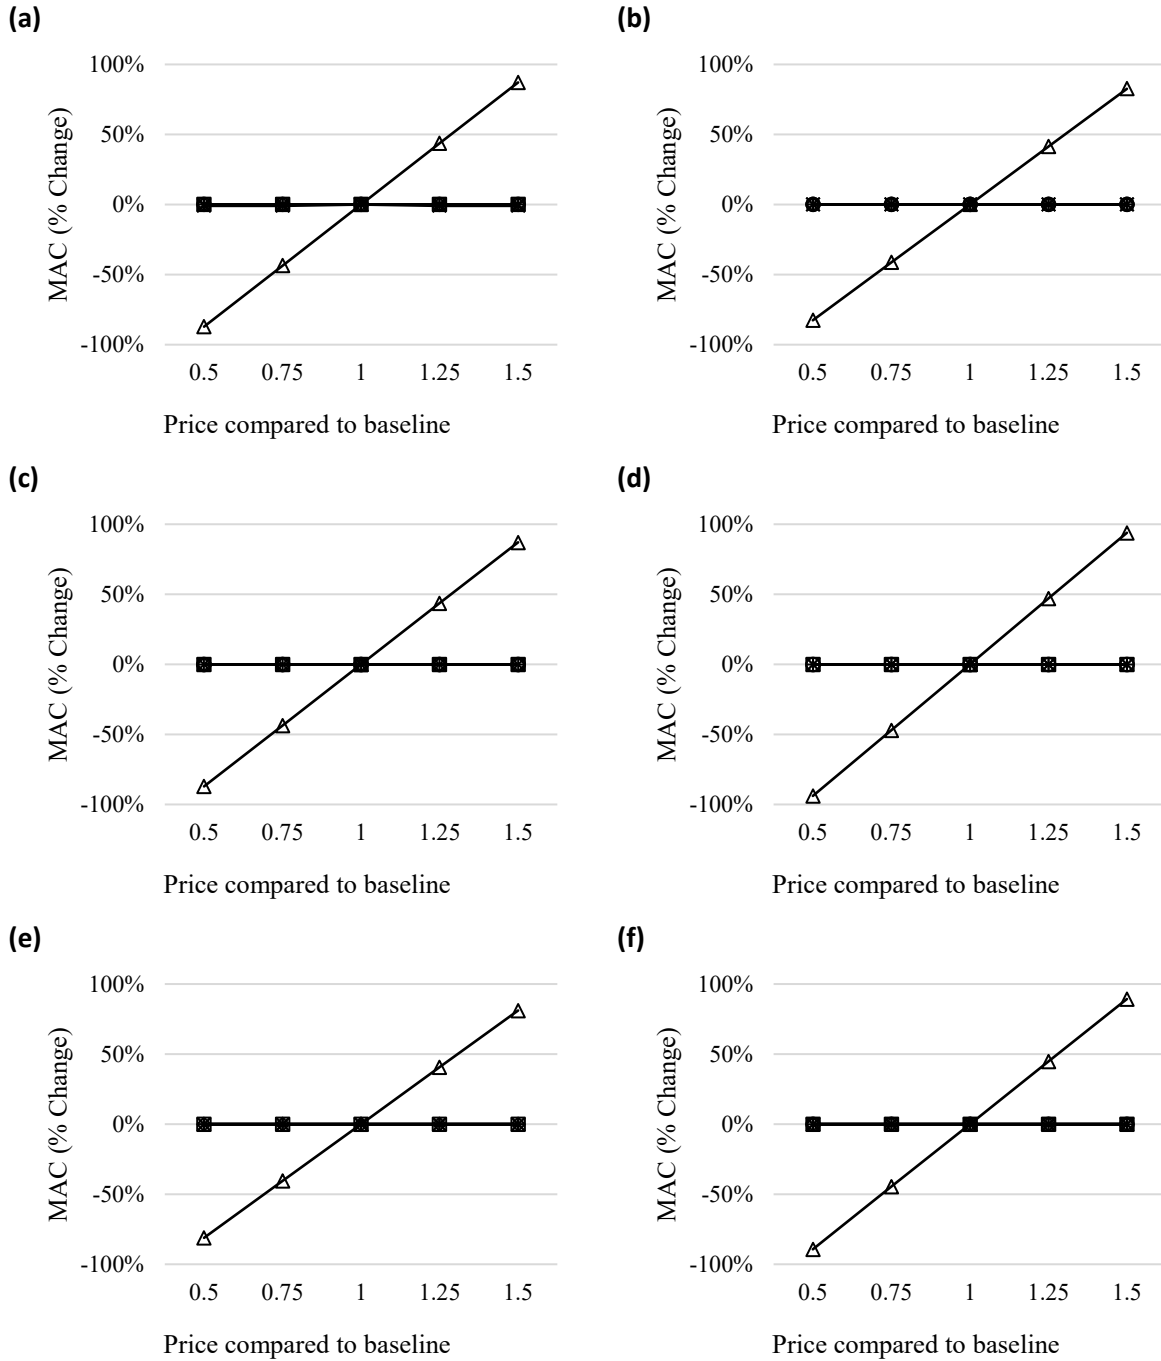 (a)
100%
50%
0%
-50%
-100%
MAC (% Change)
0.5 0.75 1 1.25 1.5
Price compared to baseline
(b)
100%
50%
0%
-50%
-100%
MAC (% Change)
0.5 0.75 1 1.25 1.5
Price compared to baseline
(c)
100%
50%
0%
-50%
-100%
MAC (% Change)
0.5 0.75 1 1.25 1.5
Price compared to baseline
(d)
100%
50%
0%
-50%
-100%
MAC (% Change)
0.5 0.75 1 1.25 1.5
Price compared to baseline
(e)
100%
50%
0%
-50%
-100%
MAC (% Change)
0.5 0.75 1 1.25 1.5
Price compared to baseline
(f)
100%
50%
0%
-50%
-100%
MAC (% Change)
0.5 0.75 1 1.25 1.5
Price compared to baseline